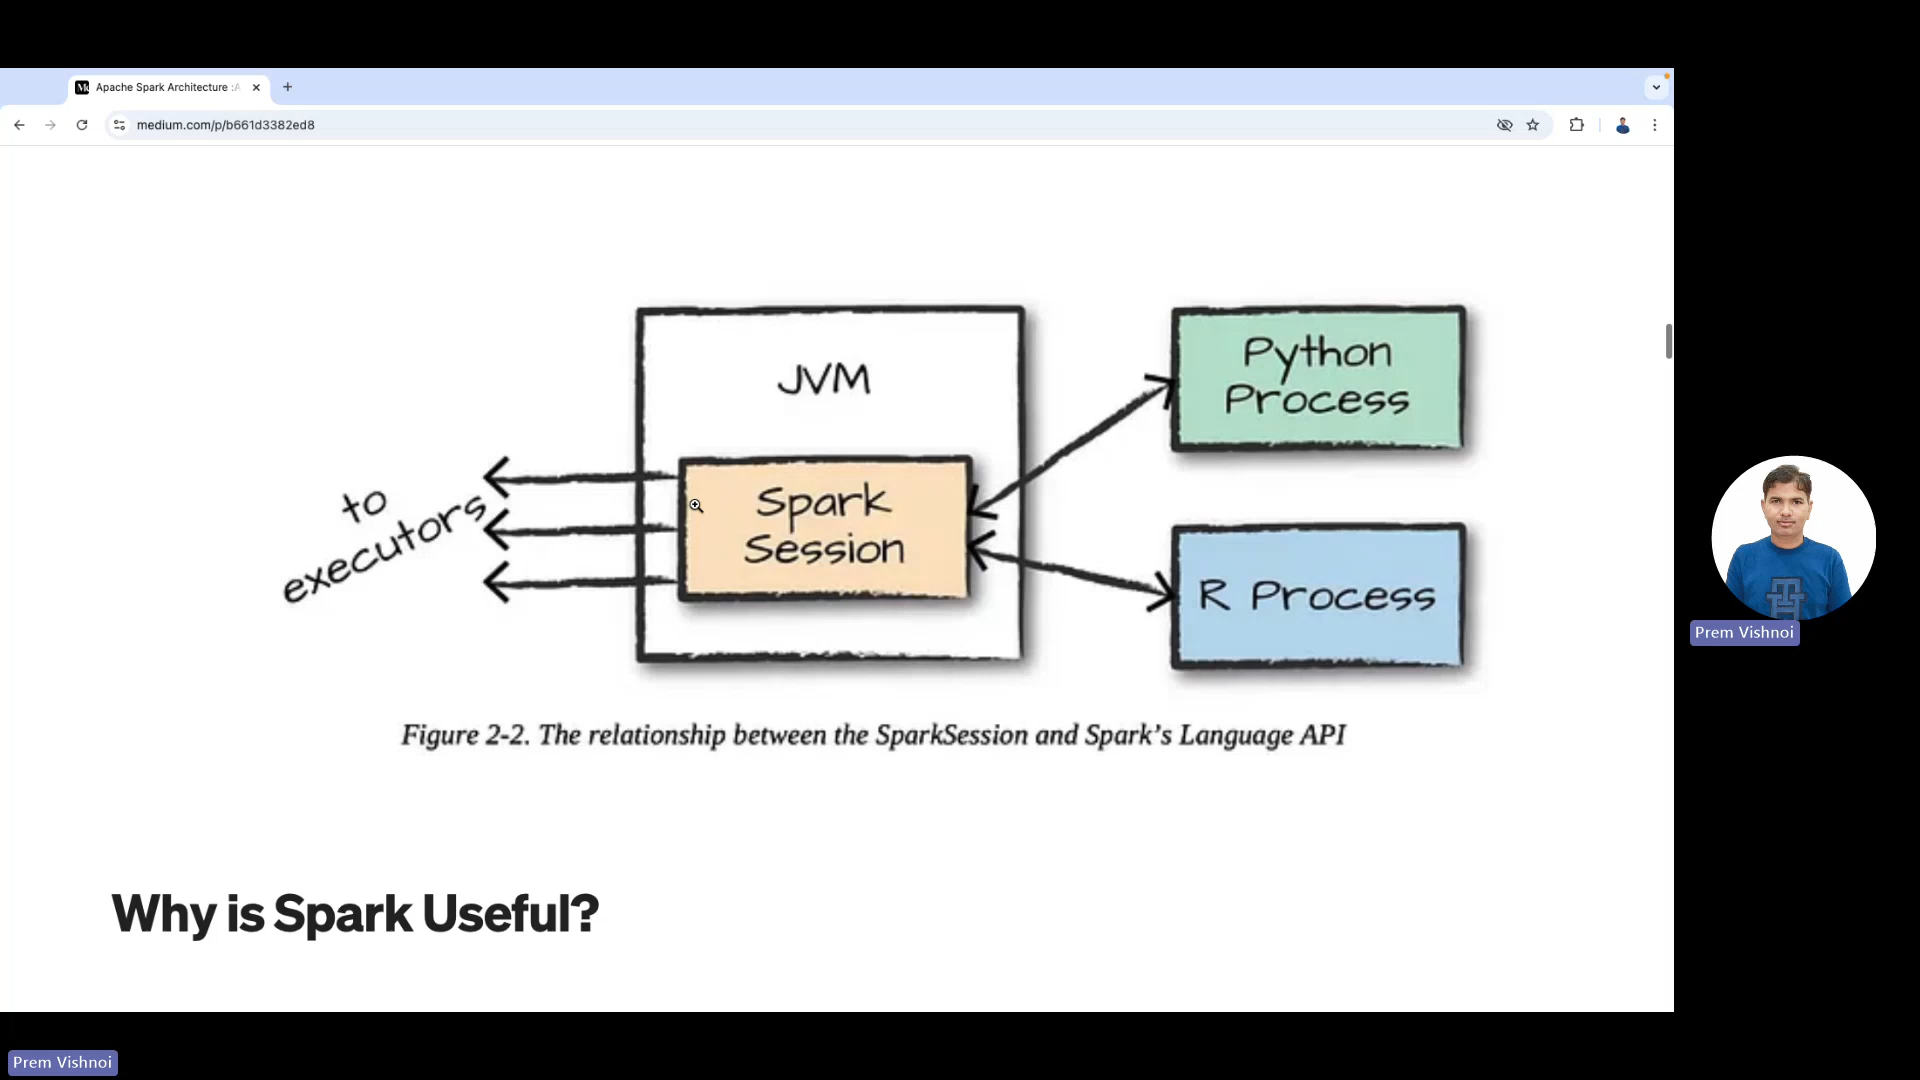 Apache Spark Architecture :A
medium.com/p/b661d3382ed8
JVM
Spark
Session
to
executors
Python
Process
R Process
Figure 2-2. The relationship between the SparkSession and Spark's Language API
Why is Spark Useful?
Prem Vishnoi
Prem Vishnoi